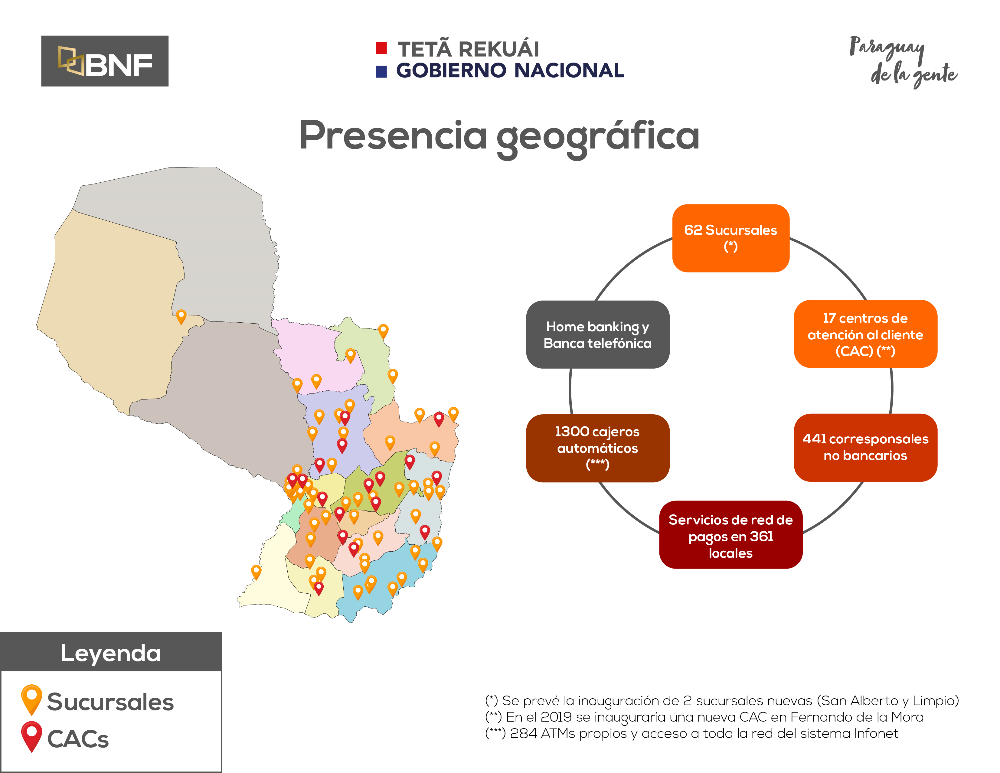 BNF
TETÃ REKUÁI
GOBIERNO NACIONAL
Paraguay
de la gente
Presencia geográfica
62 Sucursales
(*)
17 centros de
atención al cliente
(CAC) (**)
441 corresponsales
no bancarios
Servicios de red de
pagos en 361
locales
1300 cajeros
automáticos
(***)
Home banking y
Banca telefónica
Leyenda
Sucursales
CACs
(*) Se prevé la inauguración de 2 sucursales nuevas (San Alberto y Limpio)
(**) En el 2019 se inauguraría una nueva CAC en Fernando de la Mora
(***) 284 ATMs propios y acceso a toda la red del sistema Infonet